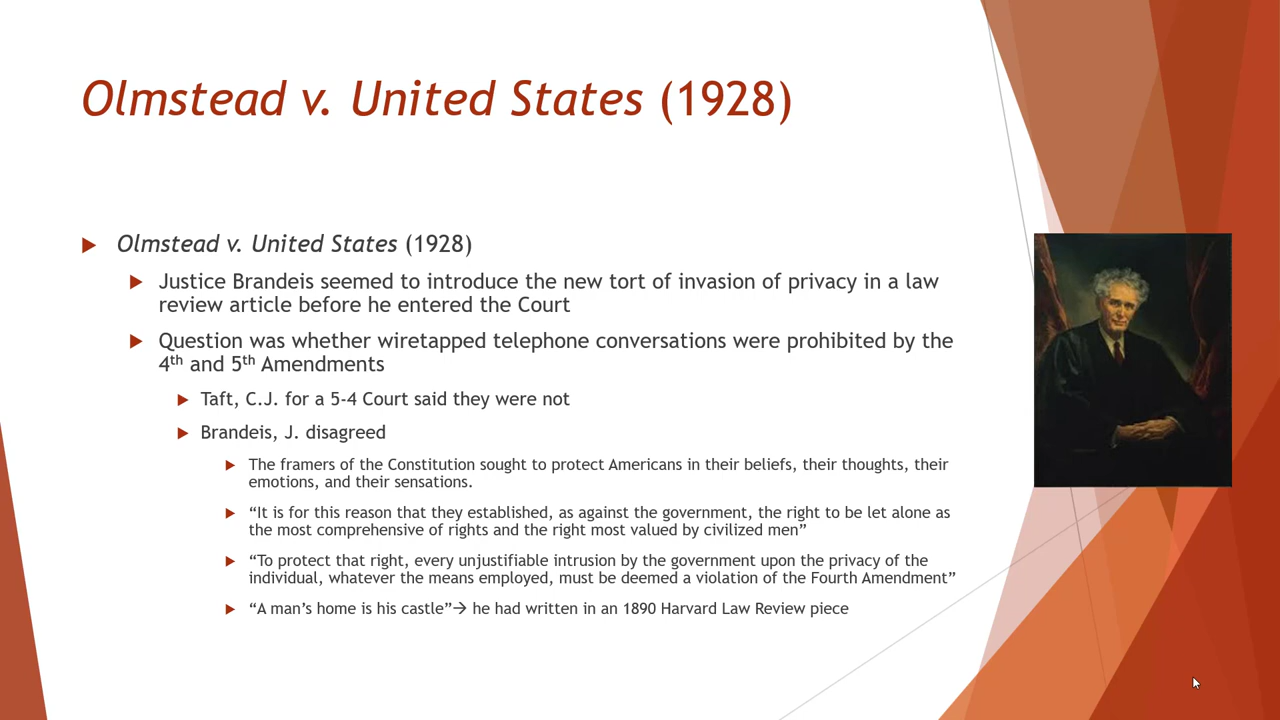 Olmstead v. United States (1928)
Olmstead v. United States (1928)
Justice Brandeis seemed to introduce the new tort of invasion of privacy in a law
review article before he entered the Court
Question was whether wiretapped telephone conversations were prohibited by the
4th and 5th Amendments
Taft, C.J. for a 5-4 Court said they were not
Brandeis, J. disagreed
The framers of the Constitution sought to protect Americans in their beliefs, their thoughts, their
emotions, and their sensations.
“It is for this reason that they established, as against the government, the right to be let alone as
the most comprehensive of rights and the right most valued by civilized men”
“To protect that right, every unjustifiable intrusion by the government upon the privacy of the
individual, whatever the means employed, must be deemed a violation of the Fourth Amendment”
“A man’s home is his castle”→ he had written in an 1890 Harvard Law Review piece